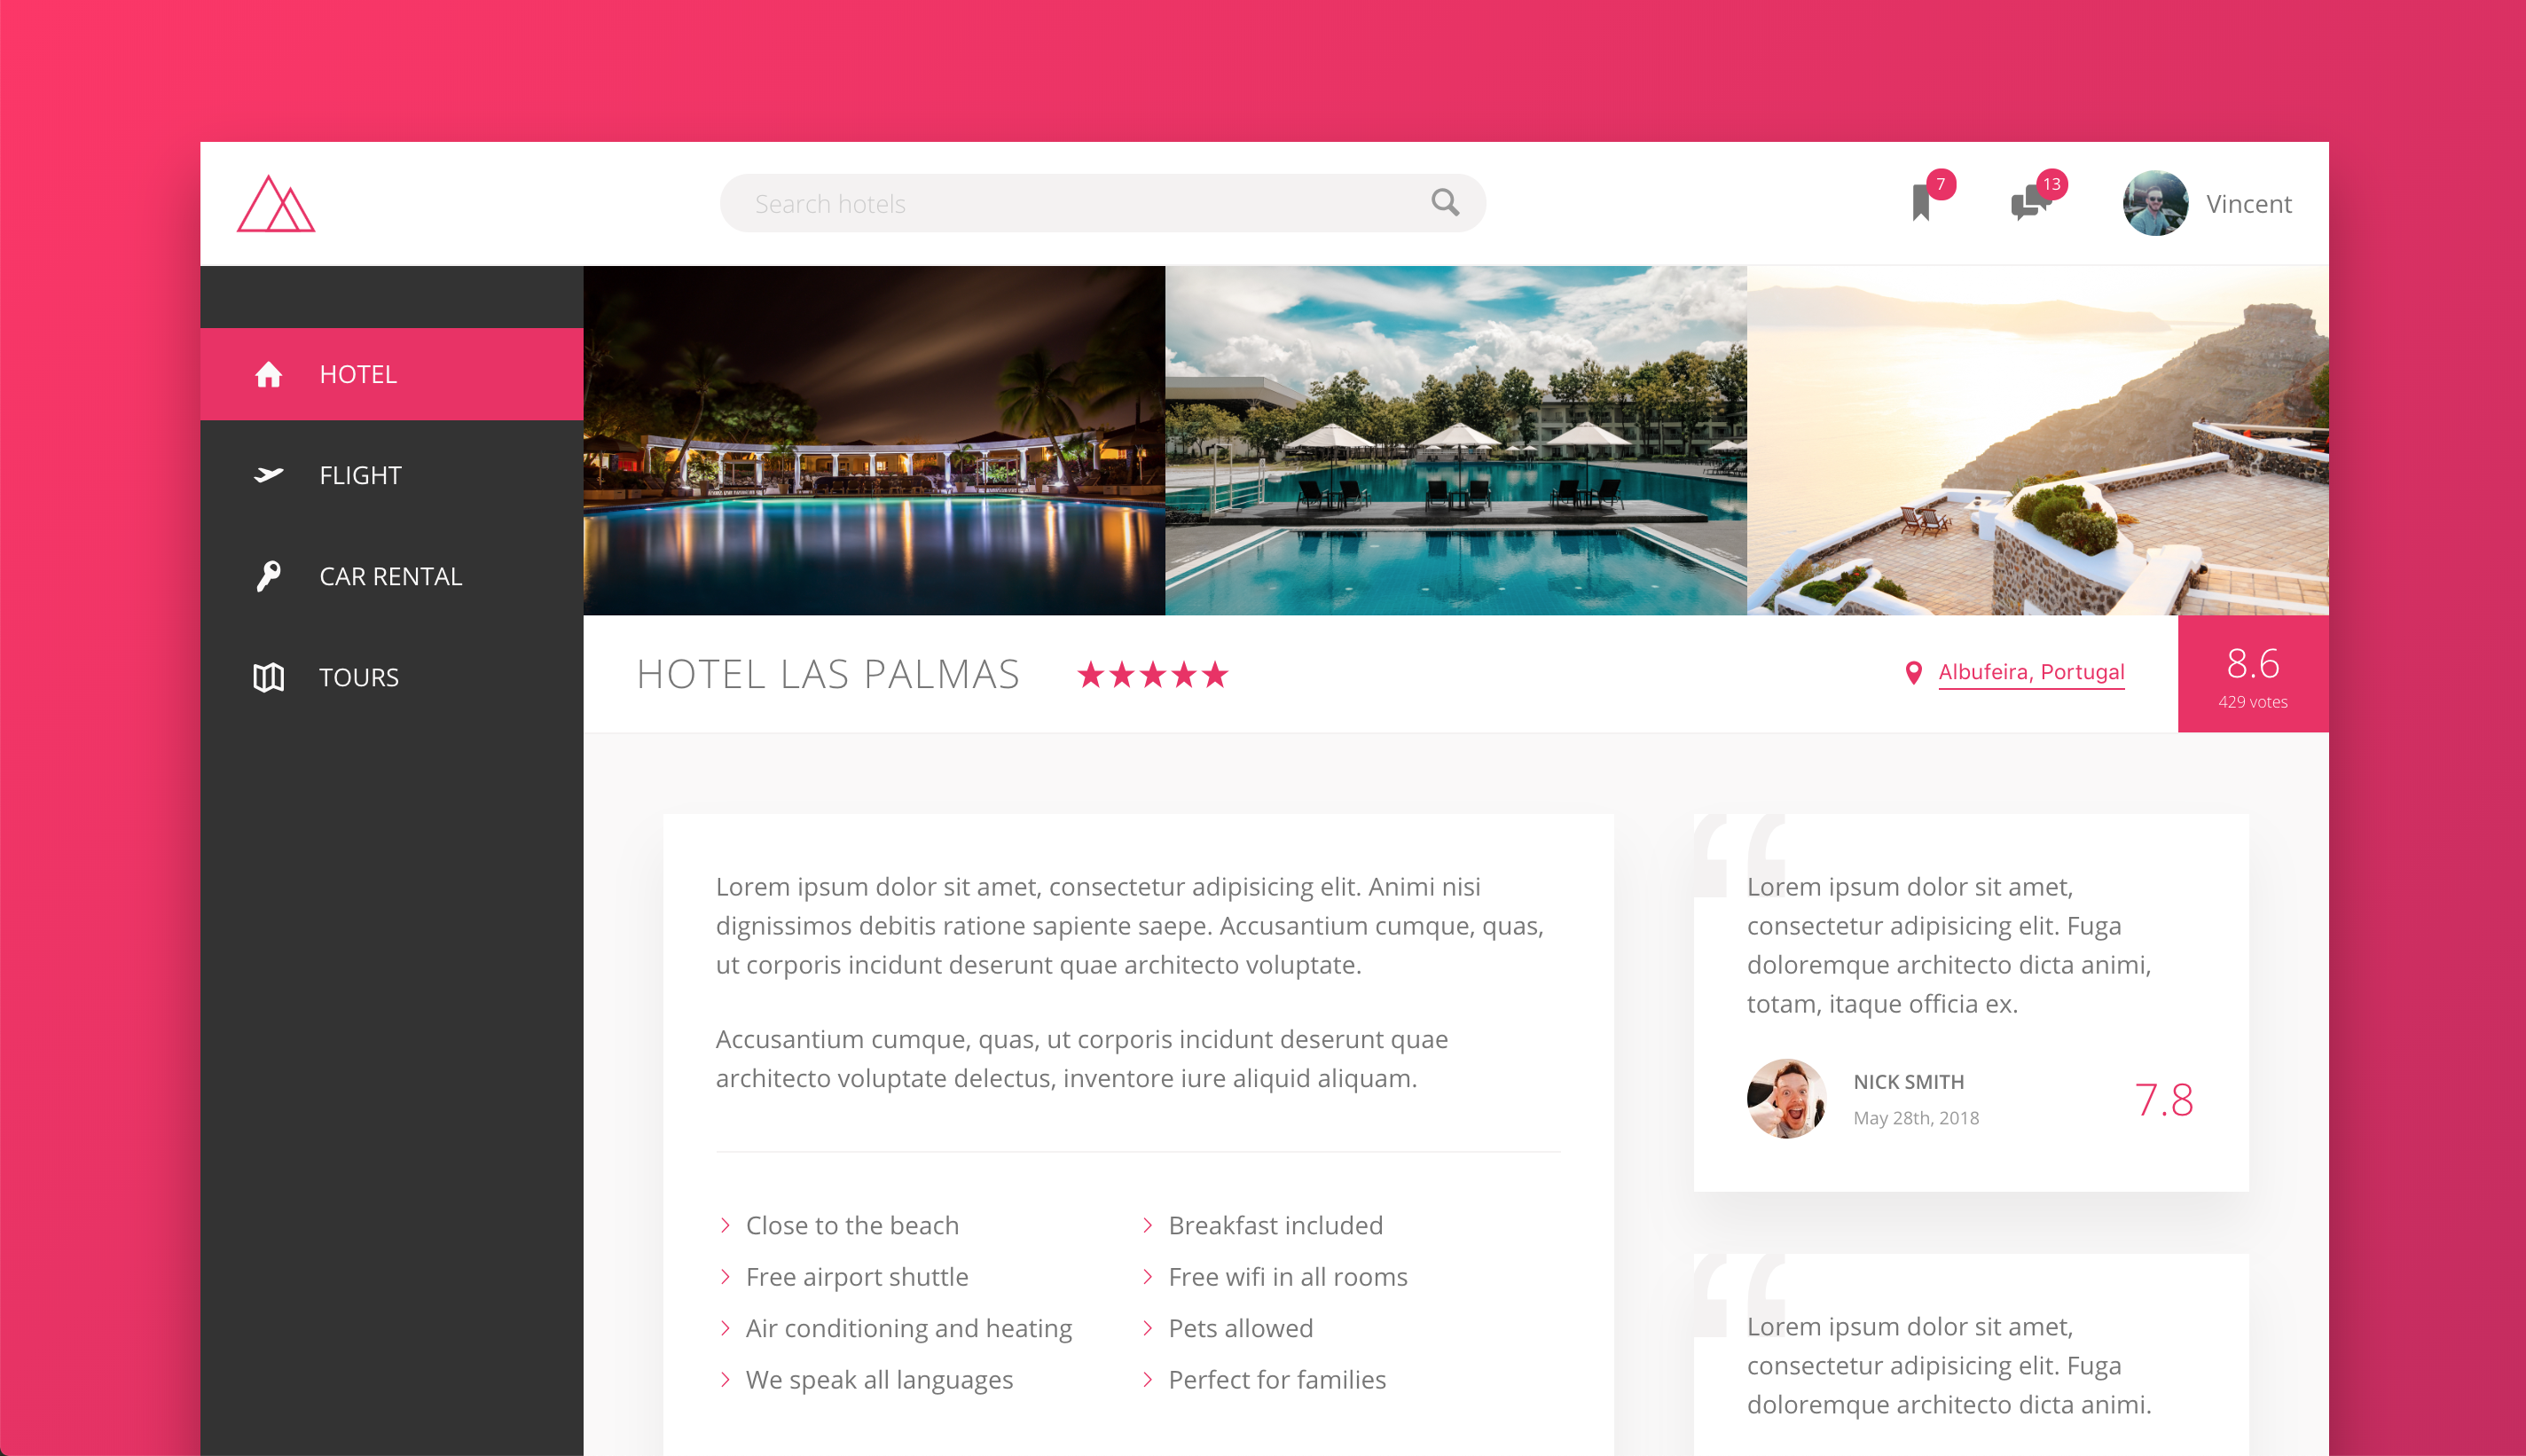 Search hotels
7
13
Vincent
HOTEL
FLIGHT
CAR RENTAL
TOURS
HOTEL LAS PALMAS
Albufeira, Portugal
8.6
429 votes
Lorem ipsum dolor sit amet, consectetur adipisicing elit. Animi nisi
dignissimos debitis ratione sapiente saepe. Accusantium cumque, quas,
ut corporis incidunt deserunt quae architecto voluptate.
Accusantium cumque, quas, ut corporis incidunt deserunt quae
architecto voluptate delectus, inventore iure aliquid aliquam.
Close to the beach
Breakfast included
Free airport shuttle
Free wifi in all rooms
Air conditioning and heating
Pets allowed
We speak all languages
Perfect for families
“
Lorem ipsum dolor sit amet,
consectetur adipisicing elit. Fuga
doloremque architecto dicta animi,
totam, itaque officia ex.
NICK SMITH
May 28th, 2018
7.8
“
Lorem ipsum dolor sit amet,
consectetur adipisicing elit. Fuga
doloremque architecto dicta animi.